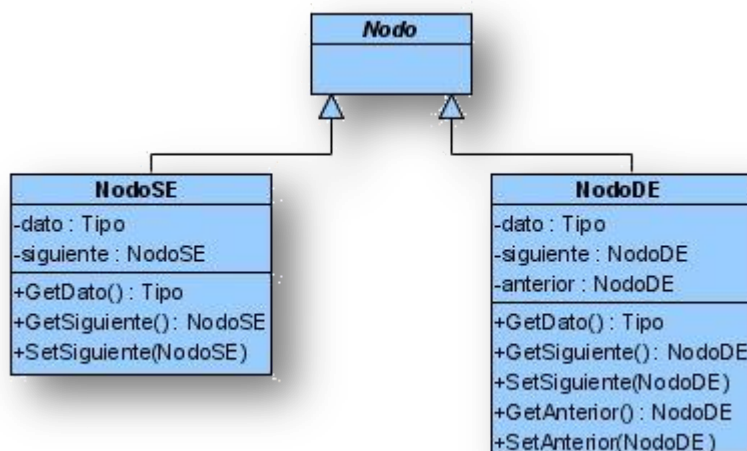 Nodo
NodoSE
-dato : Tipo
-siguiente : NodoSE
+GetDato() : Tipo
+GetSiguiente() : NodoSE
+SetSiguiente(NodoSE)
NodoDE
-dato : Tipo
-siguiente : NodoDE
-anterior : NodoDE
+GetDato() : Tipo
+GetSiguiente() : NodoDE
+SetSiguiente(NodoDE)
+GetAnterior() : NodoDE
+SetAnterior(NodoDE)